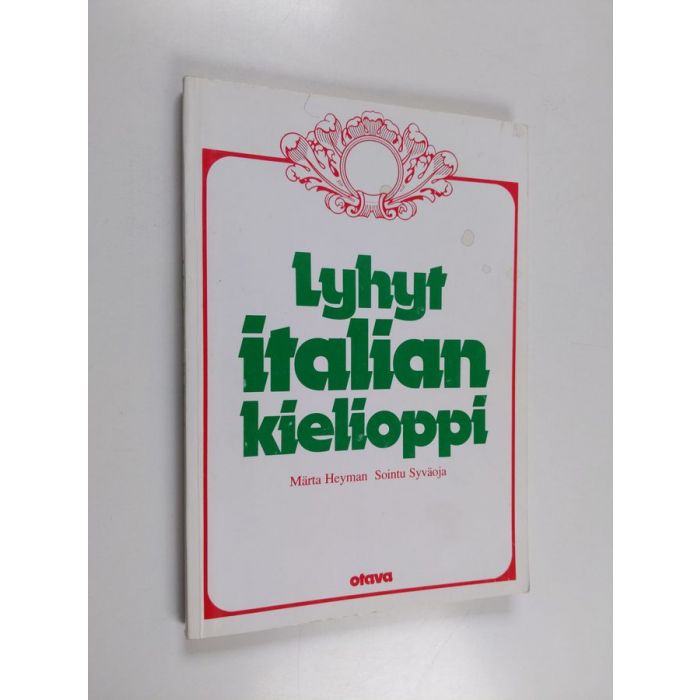 Lyhyt
italian
kielioppi
Märta Heyman Sointu Syväoja
otava